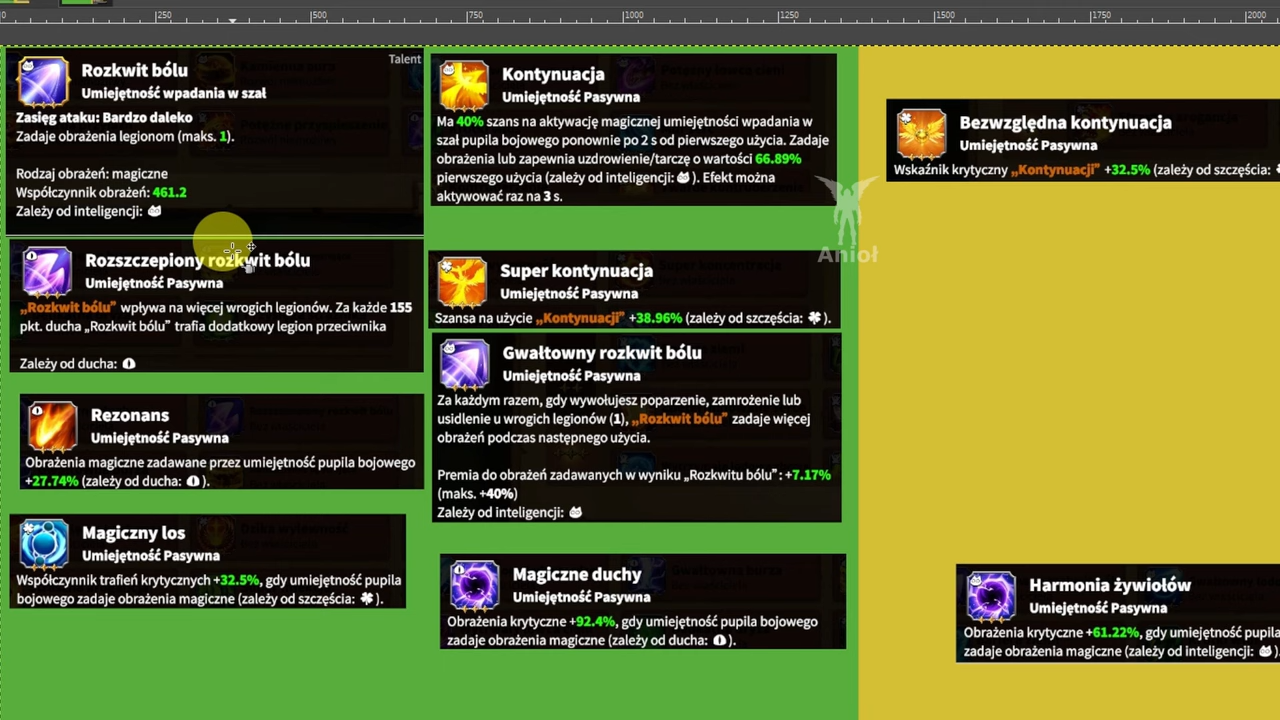 0
250
500
750
1000
1250
1500
1750
2000
Talent
Rozkwit bólu
Umiejętność wpadania w szał
Zasięg ataku: Bardzo daleko
Zadaje obrażenia legionom (maks. 1).
Rodzaj obrażeń: magiczne
Współczynnik obrażeń: 461.2
Zależy od inteligencji:
Rozszczepiony rozkwit bólu
Umiejętność Pasywna
„Rozkwit bólu” wpływa na więcej wrogich legionów. Za każde 155
pkt. ducha „Rozkwit bólu” trafia dodatkowy legion przeciwnika
Zależy od ducha:
Rezonans
Umiejętność Pasywna
Obrażenia magiczne zadawane przez umiejętność pupila bojowego
+27.74% (zależy od ducha: ).
Magiczny los
Umiejętność Pasywna
Współczynnik trafień krytycznych +32.5%, gdy umiejętność pupila
bojowego zadaje obrażenia magiczne (zależy od szczęścia: ).
Kontynuacja
Umiejętność Pasywna
Ma 40% szans na aktywację magicznej umiejętności wpadania w
szał pupila bojowego ponownie po 2 s od pierwszego użycia. Zadaje
obrażenia lub zapewnia uzdrowienie/tarczę o wartości 66.89%
pierwszego użycia (zależy od inteligencji: ). Efekt można
aktywować raz na 3 s.
Super kontynuacja
Umiejętność Pasywna
Szansa na użycie „Kontynuacji” +38.96% (zależy od szczęścia: ).
Gwałtowny rozkwit bólu
Umiejętność Pasywna
Za każdym razem, gdy wywołujesz poparzenie, zamrożenie lub
usidlenie u wrogich legionów (1), „Rozkwit bólu” zadaje więcej
obrażeń podczas następnego użycia.
Premia do obrażeń zadawanych w wyniku „Rozkwitu bólu” : +7.17%
(maks. +40%)
Zależy od inteligencji:
Magiczne duchy
Umiejętność Pasywna
Obrażenia krytyczne +92.4%, gdy umiejętność pupila bojowego
zadaje obrażenia magiczne (zależy od ducha: ).
Anioł
Bezwzględna kontynuacja
Umiejętność Pasywna
Wskaźnik krytyczny „Kontynuacji” +32.5% (zależy od szczęścia:
Harmonia żywiołów
Umiejętność Pasywna
Obrażenia krytyczne +61.22%, gdy umiejętność pupila
zadaje obrażenia magiczne (zależy od inteligencji: ).